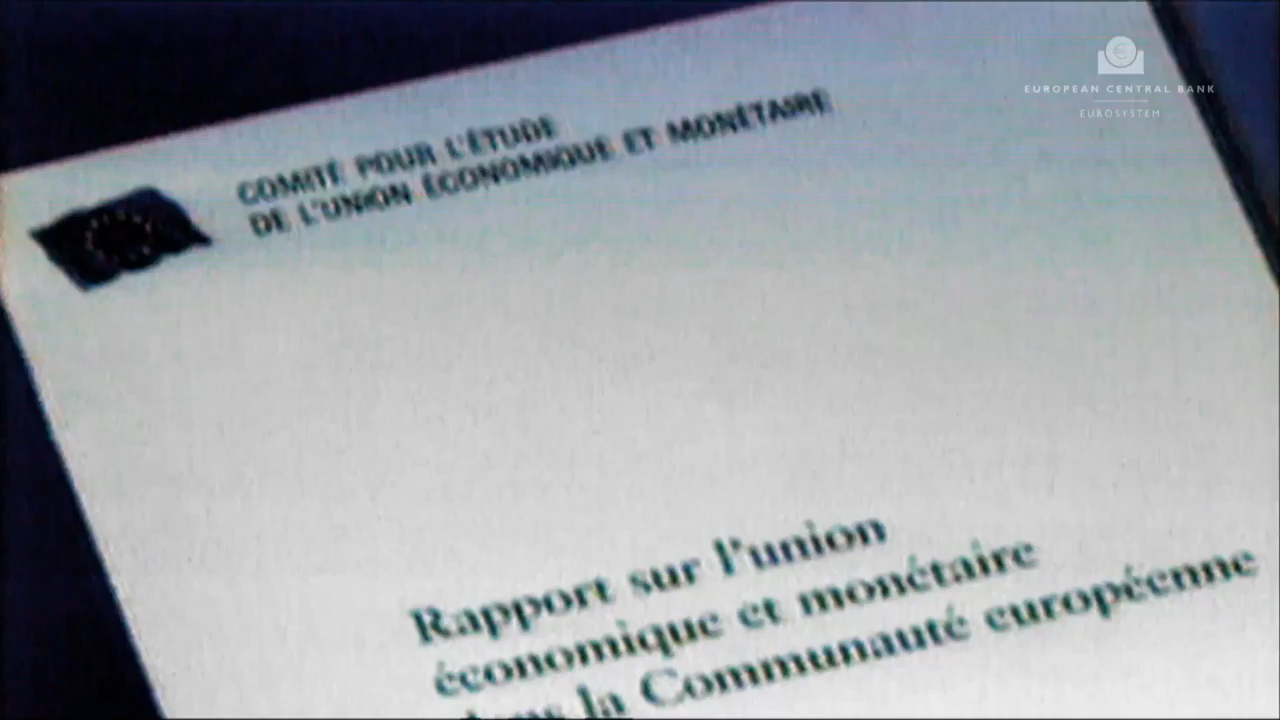 EUROPEAN CENTRAL BANK
EUROSYSTEM
COMITÉ POUR L'ÉTUDE
DE L'UNION ÉCONOMIQUE ET MONÉTAIRE
Rapport sur l'union
économique et monétaire
dans la Communauté européenne